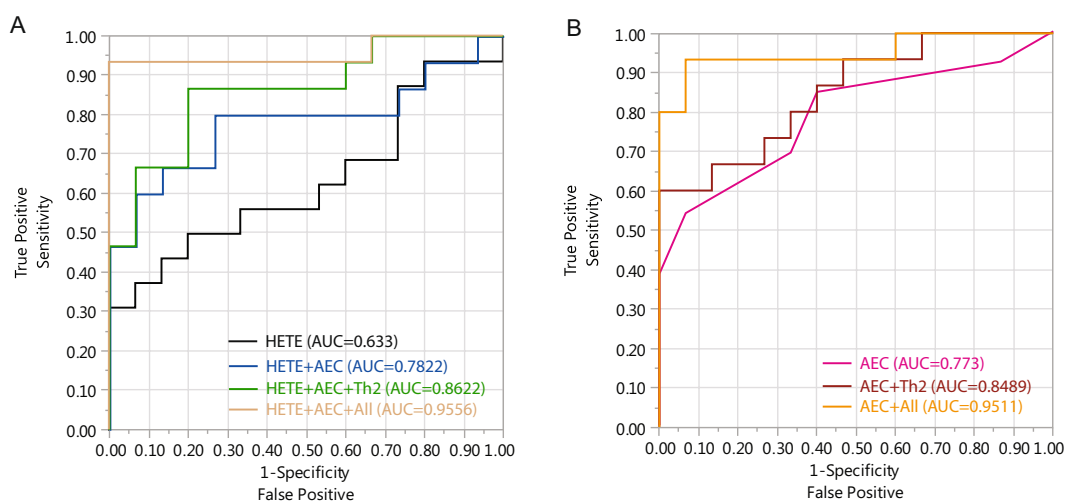 A
1.00
0.90
0.80
0.70
0.60
0.50
0.40
0.30
0.20
0.10
0.00
True Positive
Sensitivity
HETE (AUC=0.633)
HETE+AEC (AUC=0.7822)
HETE+AEC+Th2 (AUC=0.8622)
HETE+AEC+All (AUC=0.9556)
0.00 0.10 0.20 0.30 0.40 0.50 0.60 0.70 0.80 0.90 1.00
1-Specificity
False Positive
B
1.00
0.90
0.80
0.70
0.60
0.50
0.40
0.30
0.20
0.10
0.00
True Positive
Sensitivity
AEC (AUC=0.773)
AEC+Th2 (AUC=0.8489)
AEC+All (AUC=0.9511)
0.00 0.10 0.20 0.30 0.40 0.50 0.60 0.70 0.80 0.90 1.00
1-Specificity
False Positive